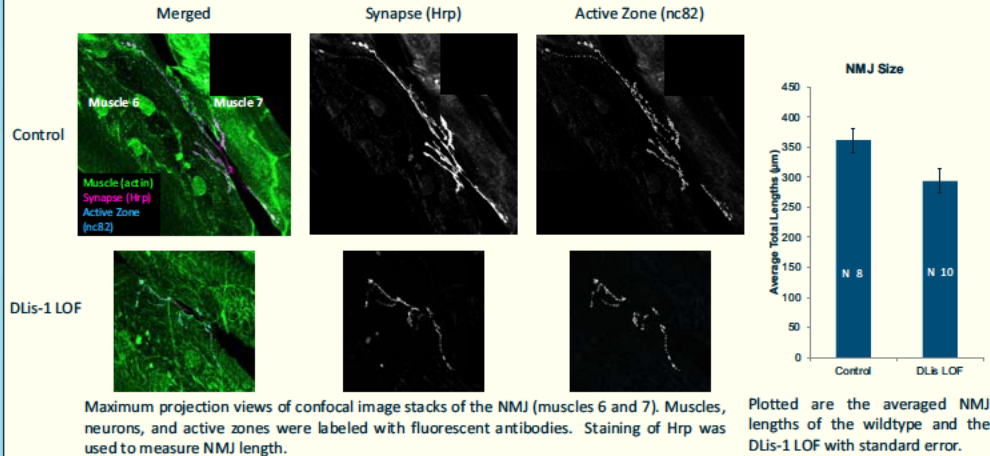 Merged
Synapse (Hrp)
Active Zone (nc82)
Control
Muscle 6
Muscle 7
Muscle (actin)
Synapse (Hrp)
Active Zone
(nc82)
DLis-1 LOF
Maximum projection views of confocal image stacks of the NMJ (muscles 6 and 7). Muscles,
neurons, and active zones were labeled with fluorescent antibodies. Staining of Hrp was
used to measure NMJ length.
NMJ Size
Average Total Lengths (µm)
450
400
350
300
250
200
150
100
50
0
N 8
N 10
Control
DLis LOF
Plotted are the averaged NMJ
lengths of the wildtype and the
DLis-1 LOF with standard error.